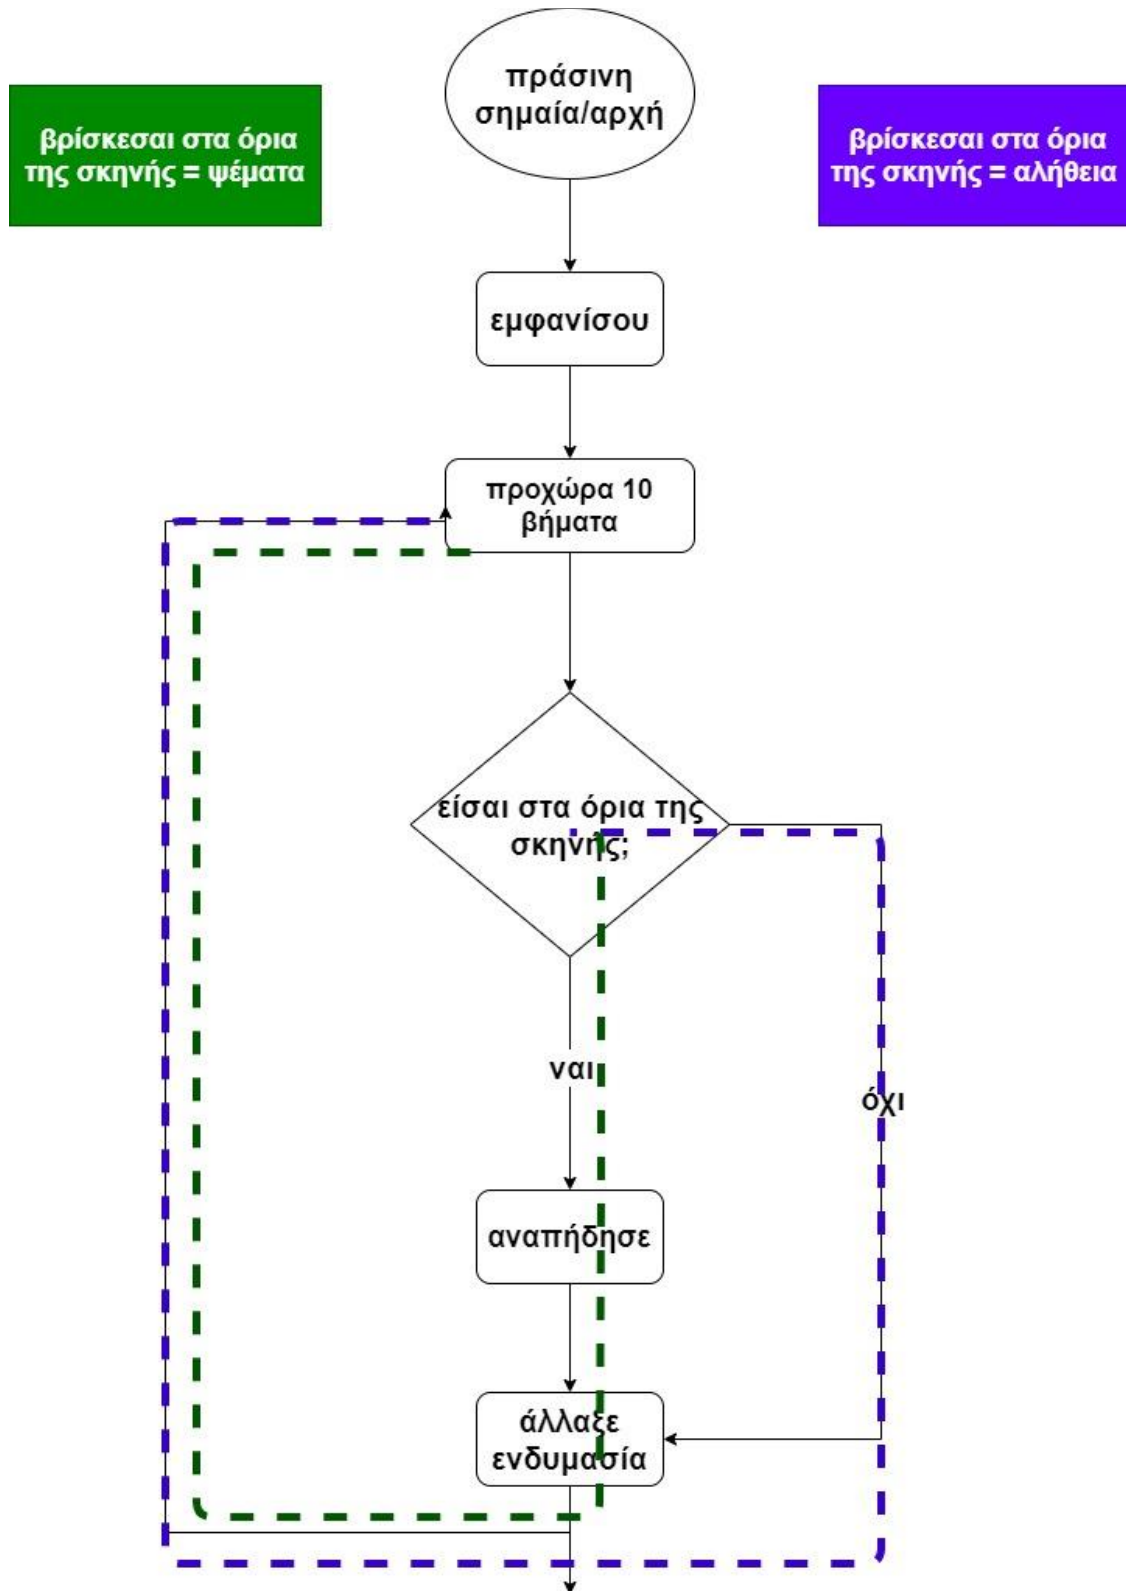 πράσινη
σημαία/αρχή
βρίσκεσαι στα όρια
της σκηνής = ψέματα
βρίσκεσαι στα όρια
της σκηνής = αλήθεια
εμφανίσου
προχώρα 10
βήματα
είσαι στα όρια της
σκηνής;
ναι
όχι
αναπήδησε
άλλαξε
ενδυμασία